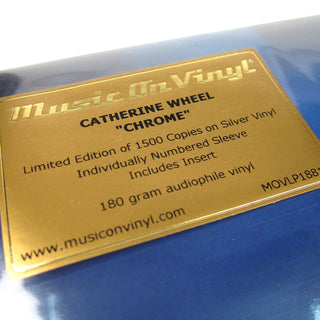 Music On Vinyl
CATHERINE WHEEL
"CHROME"
Limited Edition of 1500 Copies on Silver Vinyl
Individually Numbered Sleeve
Includes Insert
180 gram audiophile vinyl
MOVLP1881
www.musiconvinyl.com